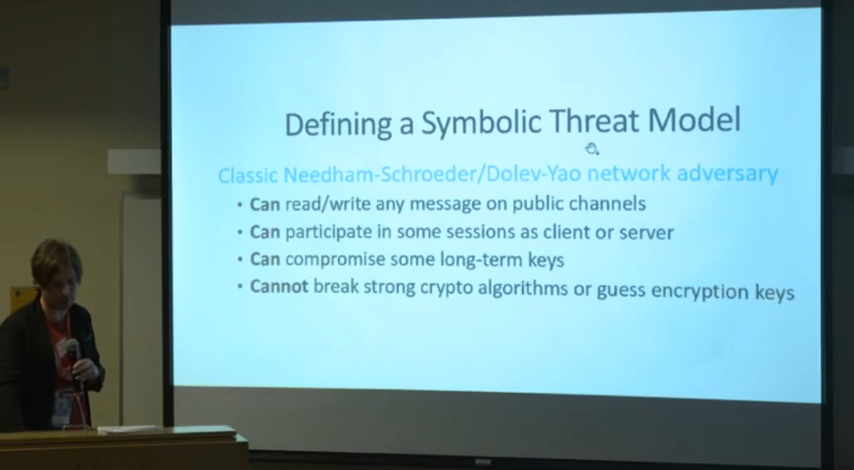 Defining a Symbolic Threat Model
Classic Needham-Schroeder/Dolev-Yao network adversary
• Can read/write any message on public channels
• Can participate in some sessions as client or server
• Can compromise some long-term keys
• Cannot break strong crypto algorithms or guess encryption keys